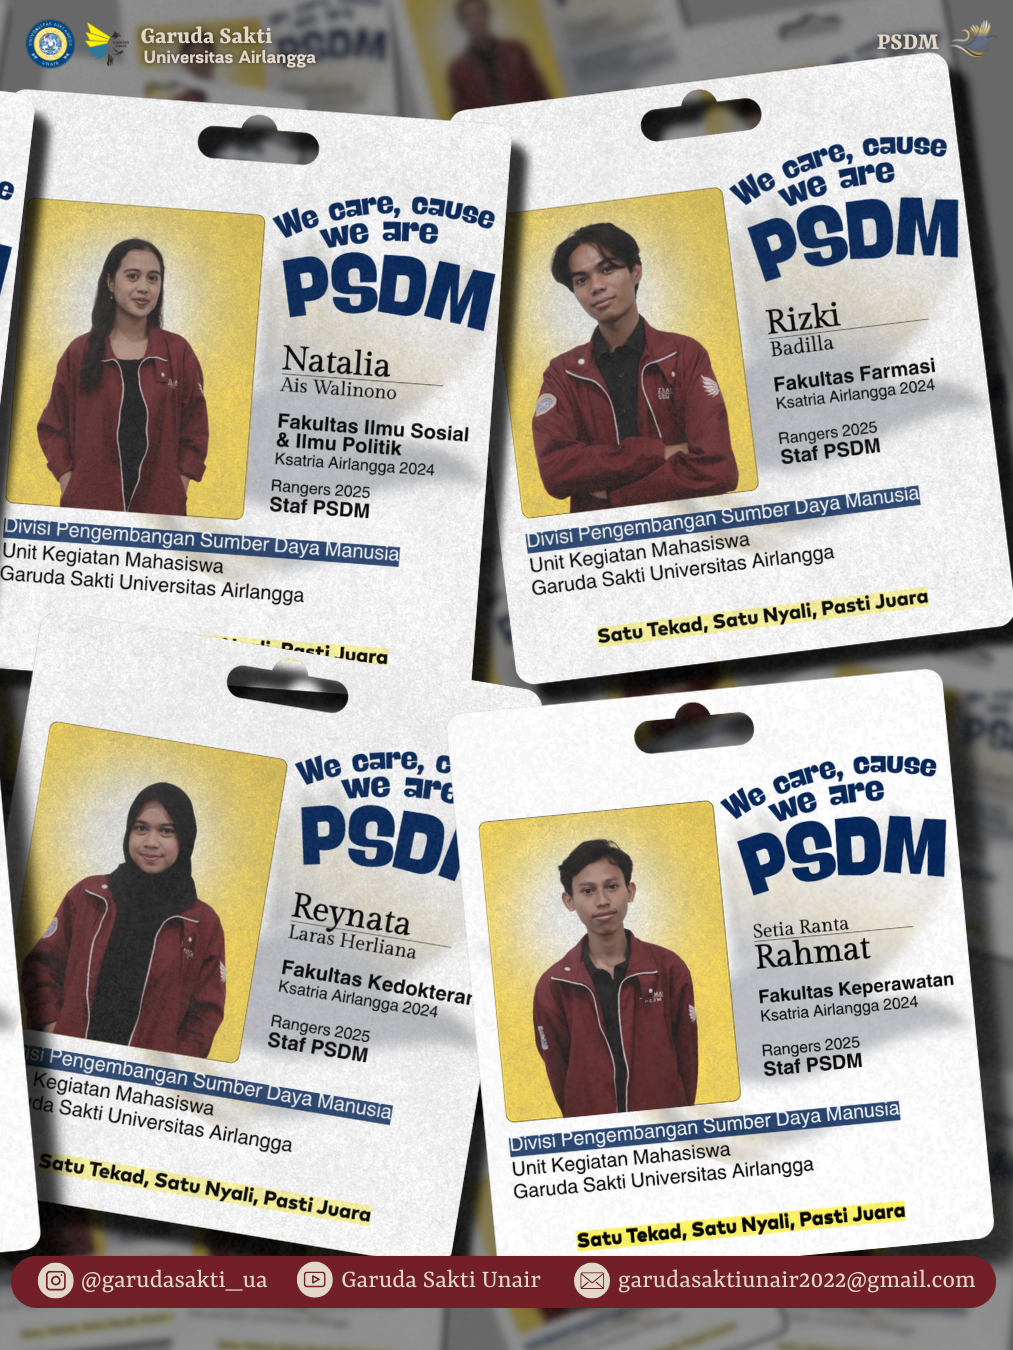 Garuda Sakti
Universitas Airlangga
PSDM
We care, cause
we are
PSDM
Natalia
Ais Walinono
Fakultas Ilmu Sosial
& Ilmu Politik
Ksatria Airlangga 2024
Rangers 2025
Staf PSDM
Divisi Pengembangan Sumber Daya Manusia
Unit Kegiatan Mahasiswa
Garuda Sakti Universitas Airlangga
Pasti Juara
We care, cause
we are
PSDM
Rizki
Badilla
Fakultas Farmasi
Ksatria Airlangga 2024
Rangers 2025
Staf PSDM
Divisi Pengembangan Sumber Daya Manusia
Unit Kegiatan Mahasiswa
Garuda Sakti Universitas Airlangga
Satu Tekad, Satu Nyali, Pasti Juara
We care, c
we are
PSD
Reynata
Laras Herliana
Fakultas Kedokteran
Ksatria Airlangga 2024
Rangers 2025
Staf PSDM
Pengembangan Sumber Daya Manusia
Kegiatan Mahasiswa
Sakti Universitas Airlangga
Satu Tekad, Satu Nyali, Pasti Juara
We care, cause
we are
PSDM
Setia Ranta
Rahmat
Fakultas Keperawatan
Ksatria Airlangga 2024
Rangers 2025
Staf PSDM
Divisi Pengembangan Sumber Daya Manusia
Unit Kegiatan Mahasiswa
Garuda Sakti Universitas Airlangga
Satu Tekad, Satu Nyali, Pasti Juara
@garudasakti_ua
Garuda Sakti Unair
garudasaktiunair2022@gmail.com